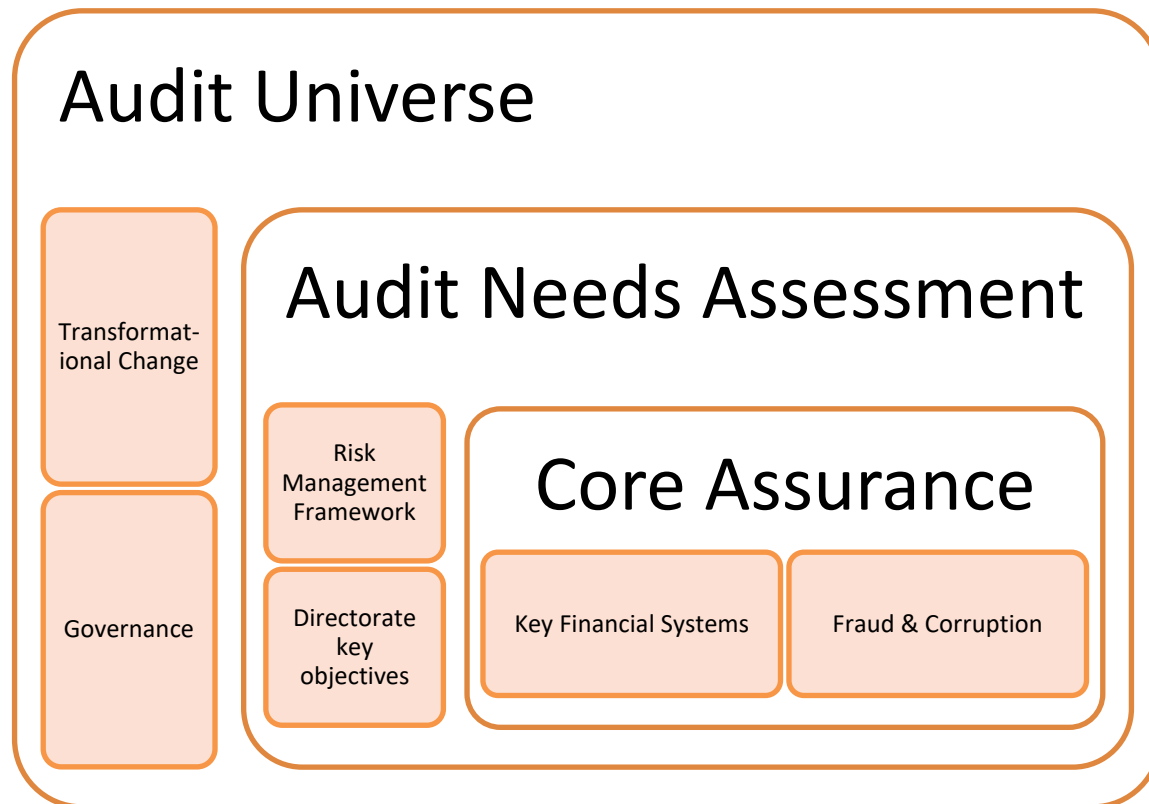 Audit Universe
Transformat-
ional Change
Governance
Audit Needs Assessment
Risk
Management
Framework
Directorate
key
objectives
Core Assurance
Key Financial Systems
Fraud & Corruption